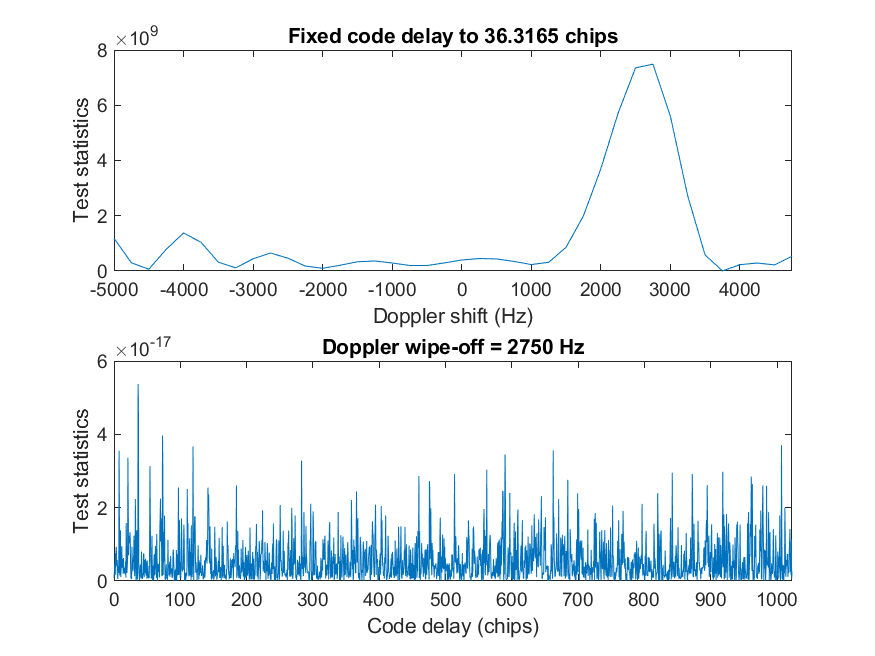 Fixed code delay to 36.3165 chips
×10^9
8
6
4
2
0
Test statistics
-5000 -4000 -3000 -2000 -1000 0 1000 2000 3000 4000
Doppler shift (Hz)
Doppler wipe-off = 2750 Hz
×10^-17
6
4
2
0
Test statistics
0 100 200 300 400 500 600 700 800 900 1000
Code delay (chips)